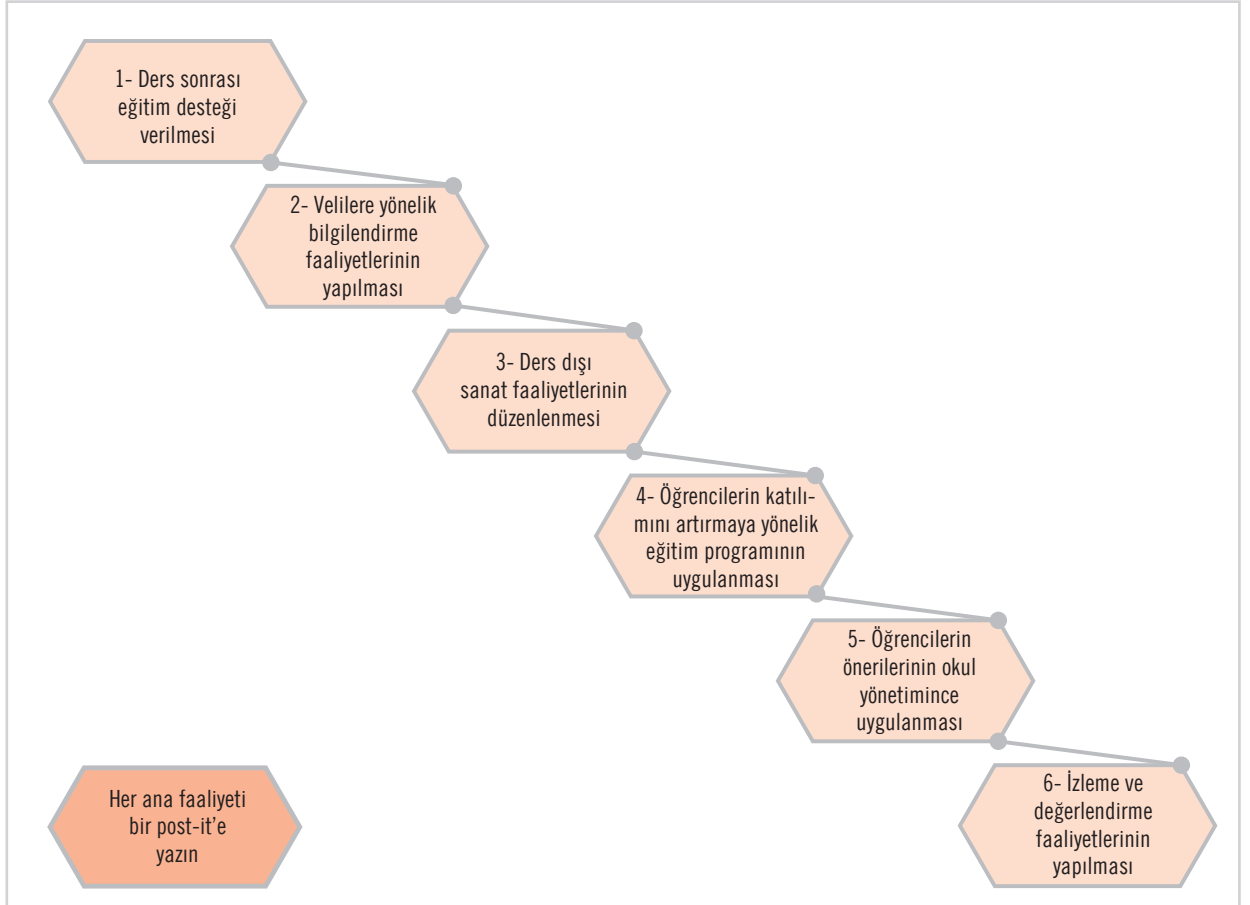 1- Ders sonrası
eğitim desteği
verilmesi
2- Velilere yönelik
bilgilendirme
faaliyetlerinin
yapılması
3- Ders dışı
sanat faaliyetlerinin
düzenlenmesi
4- Öğrencilerin katılı-
mını artırmaya yönelik
eğitim programının
uygulanması
5- Öğrencilerin
önerilerinin okul
yönetimince
uygulanması
6- İzleme ve
değerlendirme
faaliyetlerinin
yapılması
Her ana faaliyeti
bir post-it’e
yazın